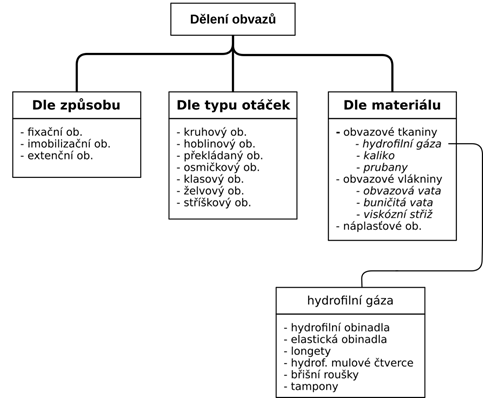 Dělení obvazů
Dle způsobu
- fixační ob.
- imobilizační ob.
- extenční ob.
Dle typu otáček
- kruhový ob.
- hoblinový ob.
- překládaný ob.
- osmičkový ob.
- klasový ob.
- želvový ob.
- stříškový ob.
Dle materiálu
- obvazové tkaniny
- hydrofilní gáza
- kaliko
- prubany
- obvazové vlákniny
- obvazová vata
- buničitá vata
- viskózní střiž
- náplasťové ob.
hydrofilní gáza
- hydrofilní obinadla
- elastická obinadla
- longety
- hydrof. mulové čtverce
- břišní roušky
- tampony